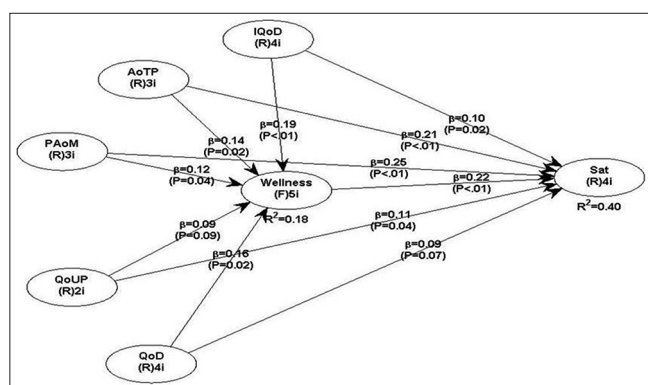 IQoD
(R)4i
AoTP
(R)3i
β=0.10
(P=0.02)
β=0.19
(P<.01)
β=0.21
(P<.01)
β=0.14
(P=0.02)
PAoM
(R)3i
β=0.25
(P<.01)
β=0.12
(P=0.04)
Sat
(R)4i
Wellness
(F)5i
β=0.22
(P<.01)
R²=0.40
R²=0.18
β=0.09
(P=0.09)
β=0.11
(P=0.04)
β=0.16
(P=0.02)
β=0.09
(P=0.07)
QoUP
(R)2i
QoD
(R)4i